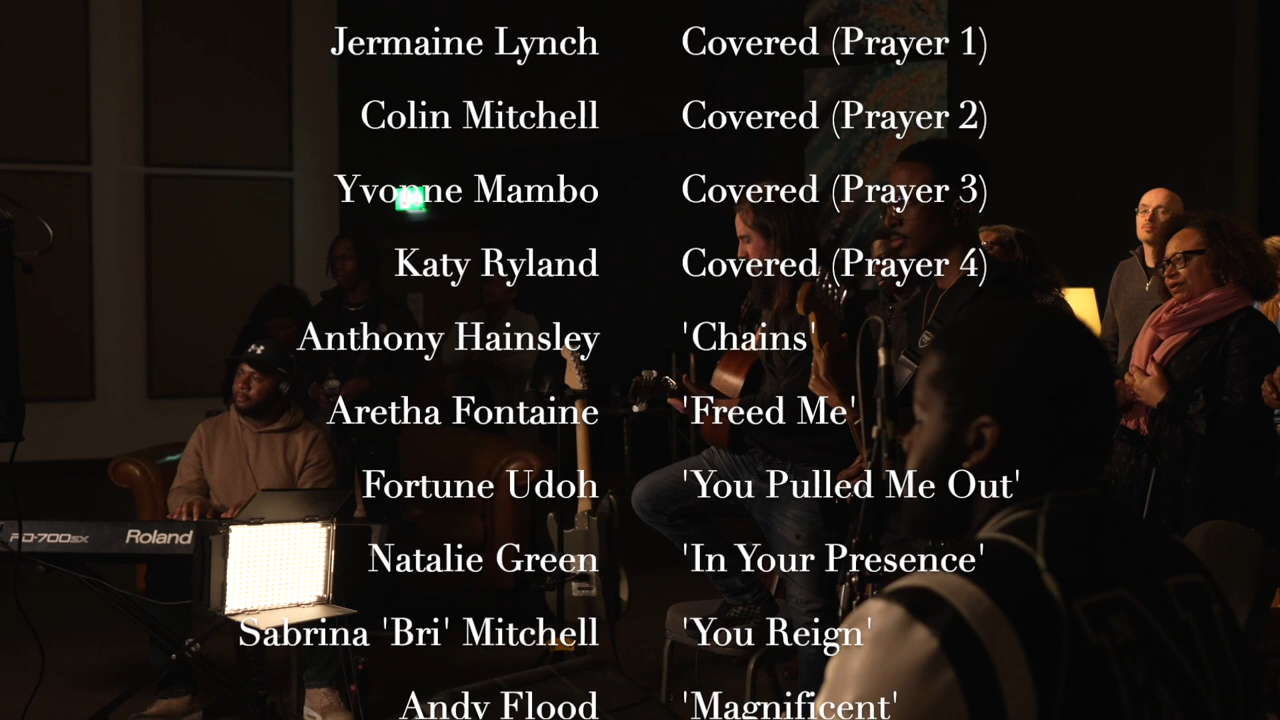 Jermaine Lynch Covered (Prayer 1)
Colin Mitchell Covered (Prayer 2)
Yvonne Mambo Covered (Prayer 3)
Katy Ryland Covered (Prayer 4)
Anthony Hainsley 'Chains'
Aretha Fontaine 'Freed Me'
Fortune Udoh 'You Pulled Me Out'
Natalie Green 'In Your Presence'
Roland
Sabrina 'Bri' Mitchell 'You Reign'
Andy Flood 'Magnificent'